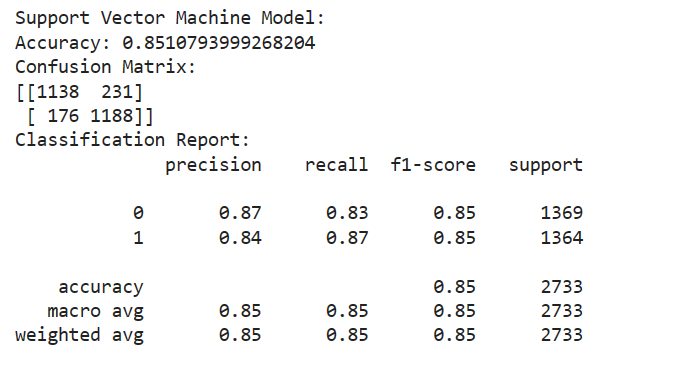 Support Vector Machine Model:
Accuracy: 0.8510793999268204
Confusion Matrix:
[[1138  231]
 [ 176 1188]]
Classification Report:
              precision    recall  f1-score   support

           0       0.87      0.83      0.85      1369
           1       0.84      0.87      0.85      1364

    accuracy                           0.85      2733
   macro avg       0.85      0.85      0.85      2733
weighted avg       0.85      0.85      0.85      2733